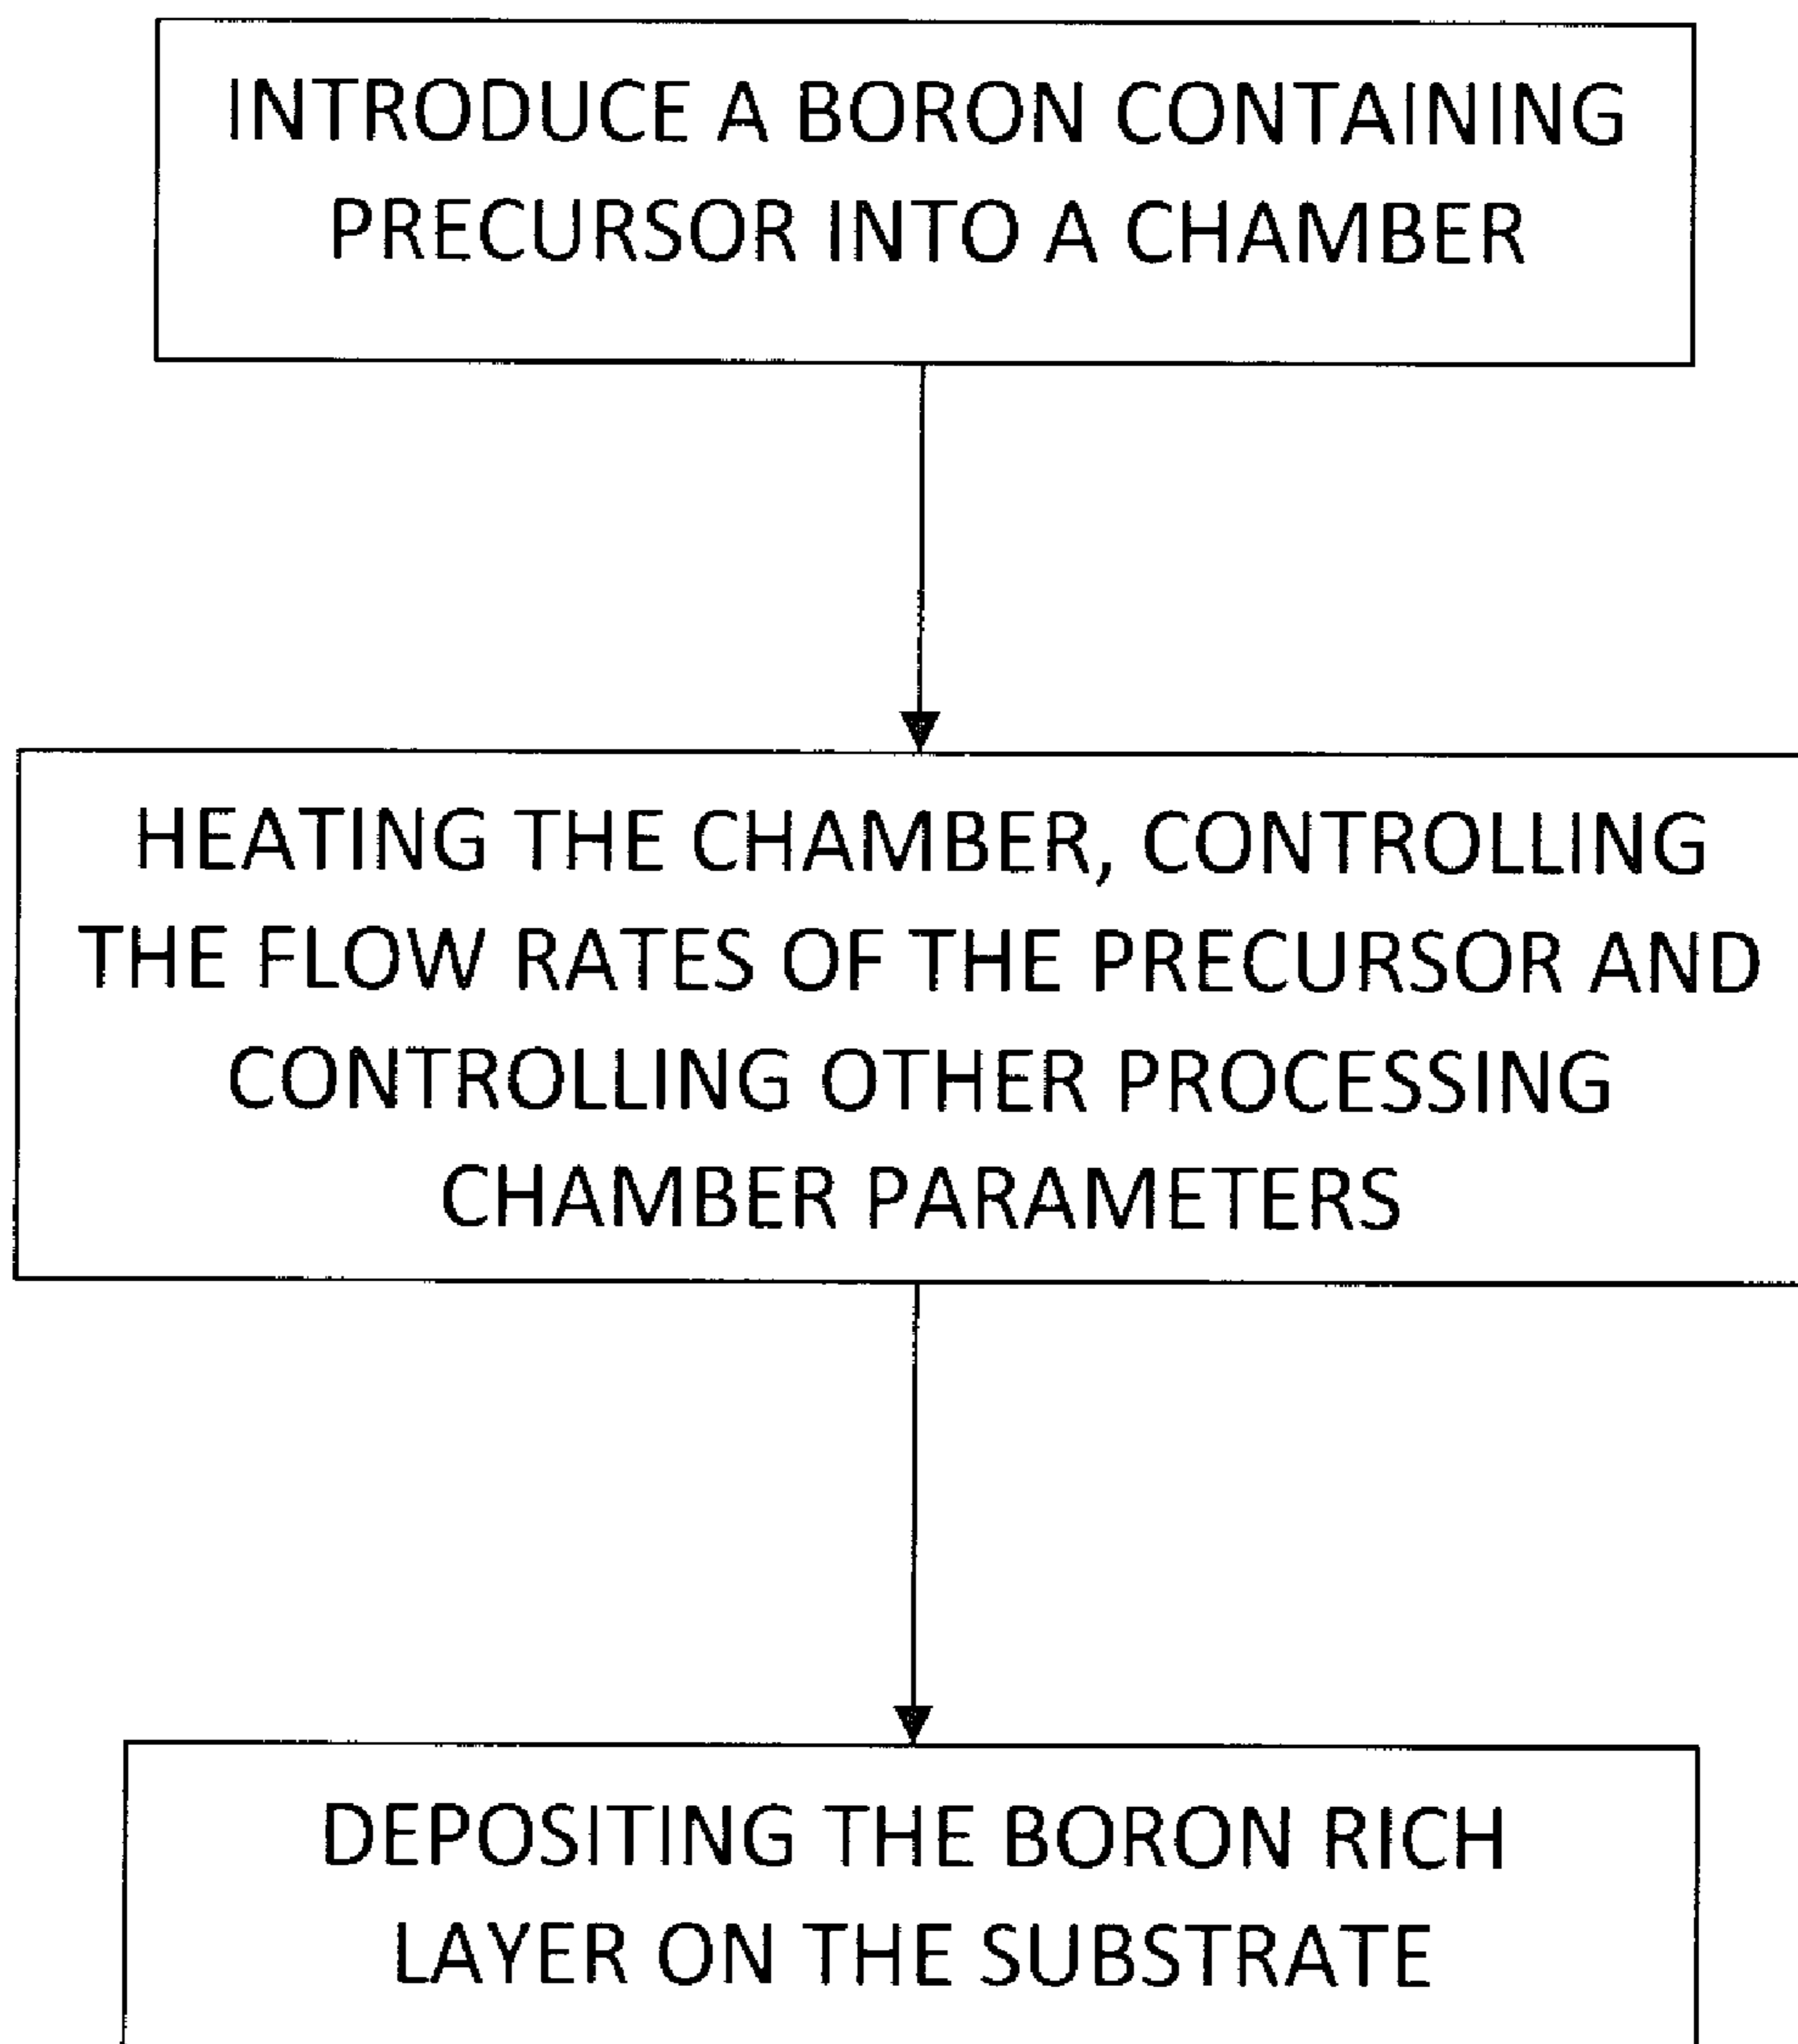 INTRODUCE A BORON CONTAINING
PRECURSOR INTO A CHAMBER
HEATING THE CHAMBER, CONTROLLING
THE FLOW RATES OF THE PRECURSOR AND
CONTROLLING OTHER PROCESSING
CHAMBER PARAMETERS
DEPOSITING THE BORON RICH
LAYER ON THE SUBSTRATE